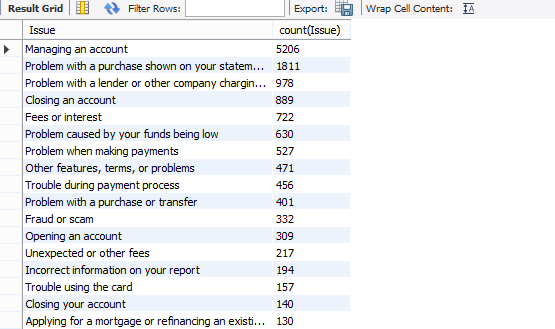 Result Grid Filter Rows: Export: Wrap Cell Content:
Issue count(Issue)
Managing an account 5206
Problem with a purchase shown on your statem... 1811
Problem with a lender or other company chargin... 978
Closing an account 889
Fees or interest 722
Problem caused by your funds being low 630
Problem when making payments 527
Other features, terms, or problems 471
Trouble during payment process 456
Problem with a purchase or transfer 401
Fraud or scam 332
Opening an account 309
Unexpected or other fees 217
Incorrect information on your report 194
Trouble using the card 157
Closing your account 140
Applying for a mortgage or refinancing an existi... 130